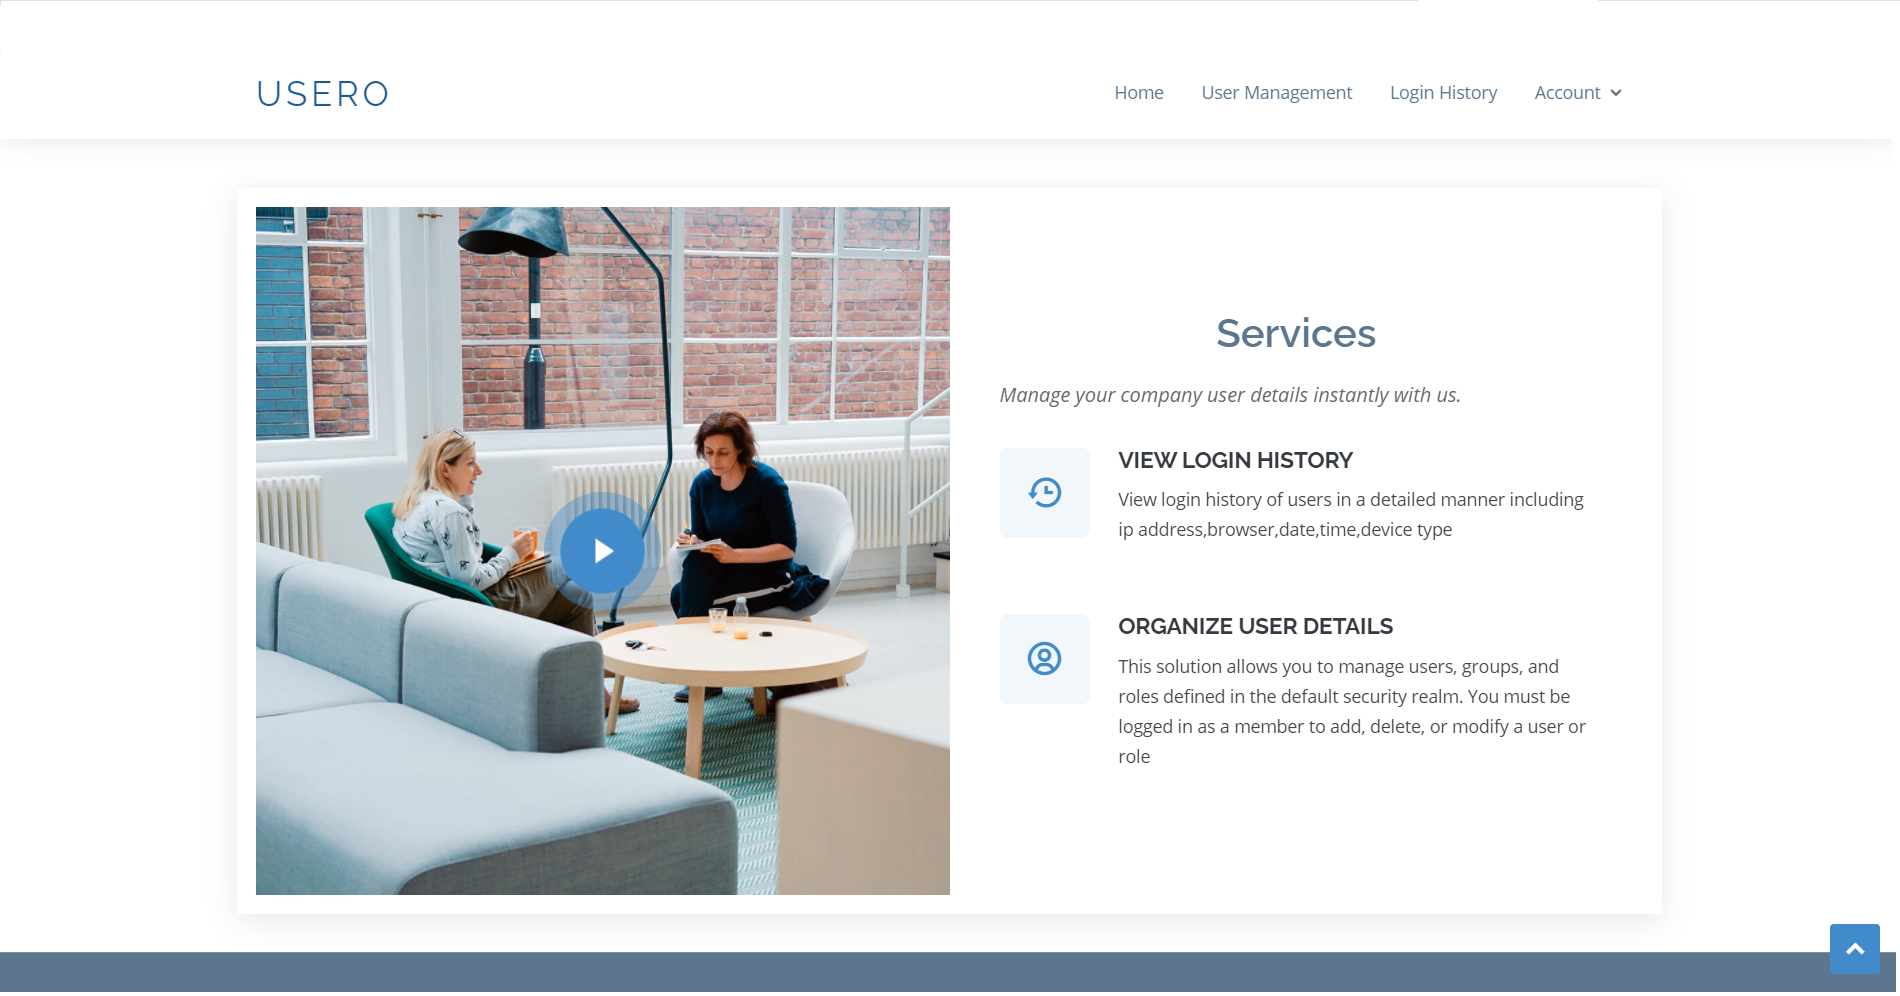 USERO
Home
User Management
Login History
Account
Services
Manage your company user details instantly with us.
VIEW LOGIN HISTORY
View login history of users in a detailed manner including
ip address,browser,date,time,device type
ORGANIZE USER DETAILS
This solution allows you to manage users, groups, and
roles defined in the default security realm. You must be
logged in as a member to add, delete, or modify a user or
role